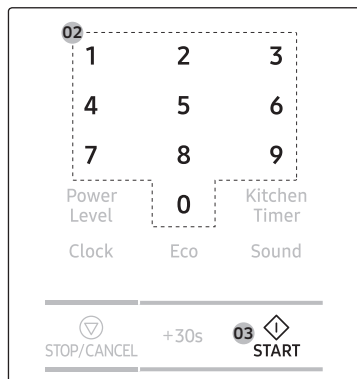 02
1 2 3
4 5 6
7 8 9
Power Level 0 Kitchen Timer
Clock Eco Sound
STOP/CANCEL +30s 03 START